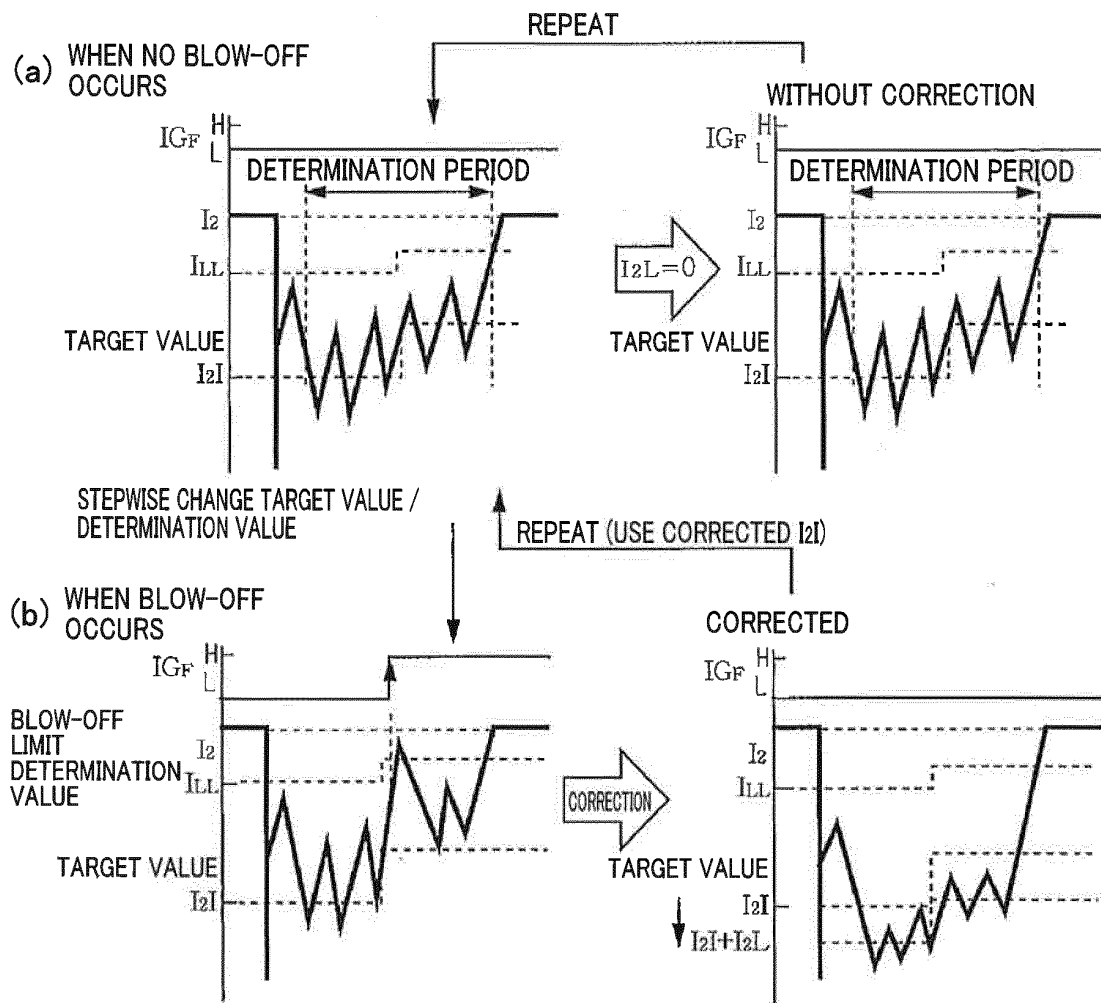 REPEAT
(a) WHEN NO BLOW-OFF
OCCURS
WITHOUT CORRECTION
IGF H
L
DETERMINATION PERIOD
I2
ILL
TARGET VALUE
I2I
I2L=0
IGF H
L
DETERMINATION PERIOD
I2
ILL
TARGET VALUE
I2I
STEPWISE CHANGE TARGET VALUE /
DETERMINATION VALUE
REPEAT (USE CORRECTED I2I)
(b) WHEN BLOW-OFF
OCCURS
CORRECTED
IGF H
L
BLOW-OFF
LIMIT
DETERMINATION
VALUE
I2
ILL
TARGET VALUE
I2I
CORRECTION
IGF H
L
I2
ILL
TARGET VALUE
I2I
I2I+I2L